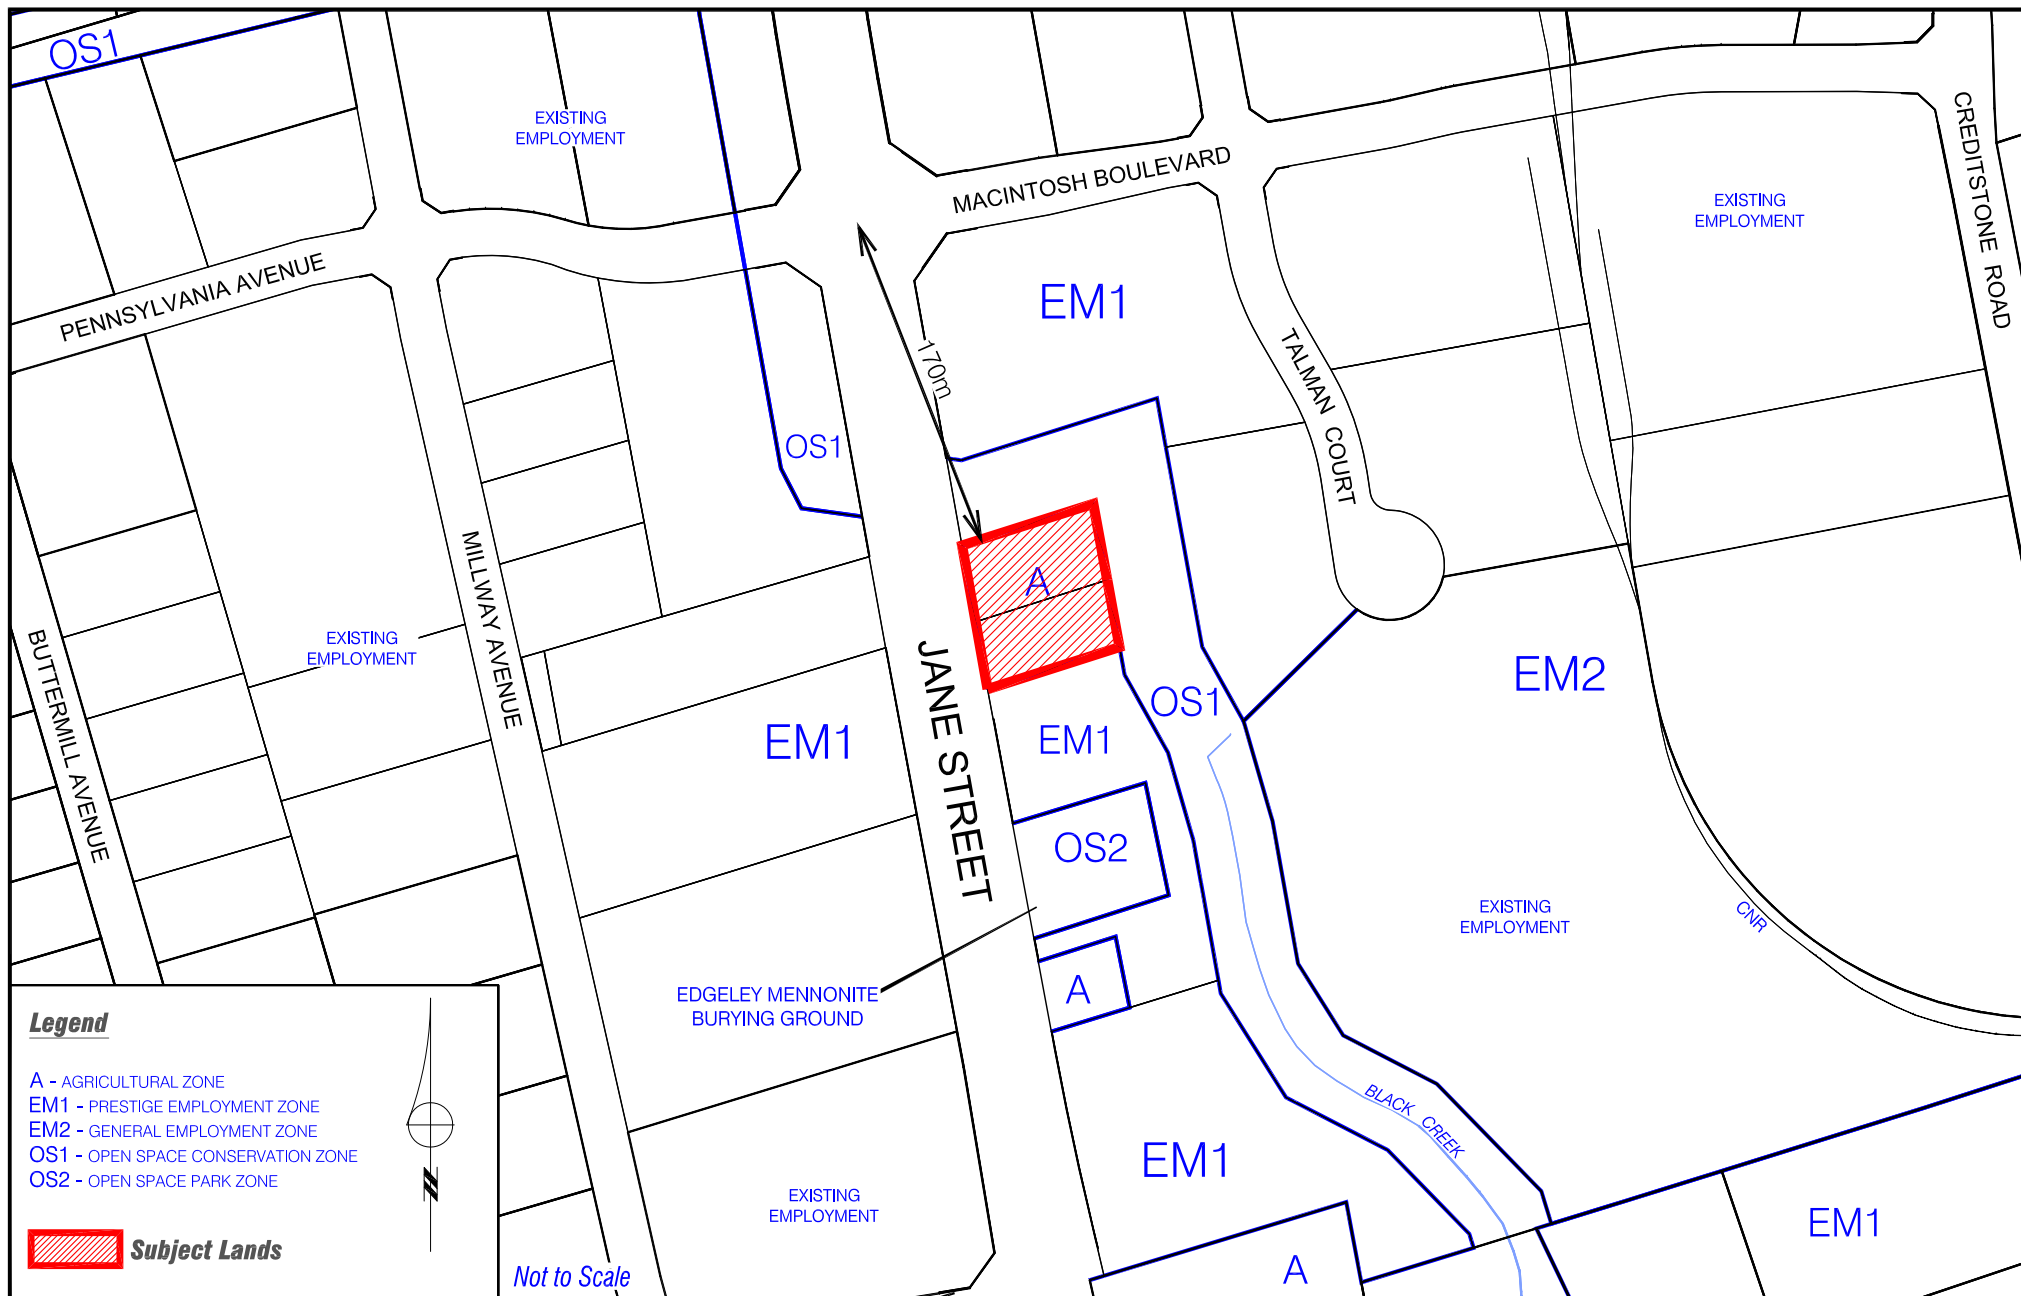 OS1
EXISTING
EMPLOYMENT
MACINTOSH BOULEVARD
CREDITSTONE ROAD
EXISTING
EMPLOYMENT
PENNSYLVANIA AVENUE
EM1
170m
TALMAN COURT
OS1
A
MILLWAY AVENUE
EXISTING
EMPLOYMENT
BUTTERMILL AVENUE
JANE STREET
EM1
EM1
OS1
EM2
OS2
EXISTING
EMPLOYMENT
CNR
EDGELEY MENNONITE
BURYING GROUND
A
BLACK CREEK
EM1
EXISTING
EMPLOYMENT
EM1
A
Legend
A - AGRICULTURAL ZONE
EM1 - PRESTIGE EMPLOYMENT ZONE
EM2 - GENERAL EMPLOYMENT ZONE
OS1 - OPEN SPACE CONSERVATION ZONE
OS2 - OPEN SPACE PARK ZONE
N
Subject Lands
Not to Scale